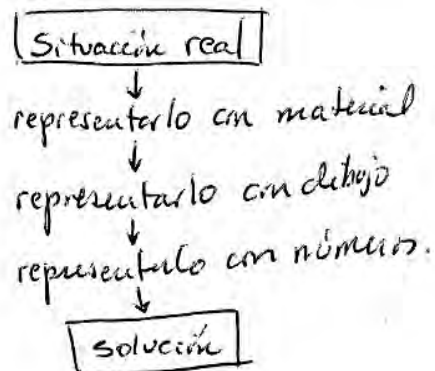 Situación real
representarlo con material
representarlo con dibujo
representarlo con números.
solución